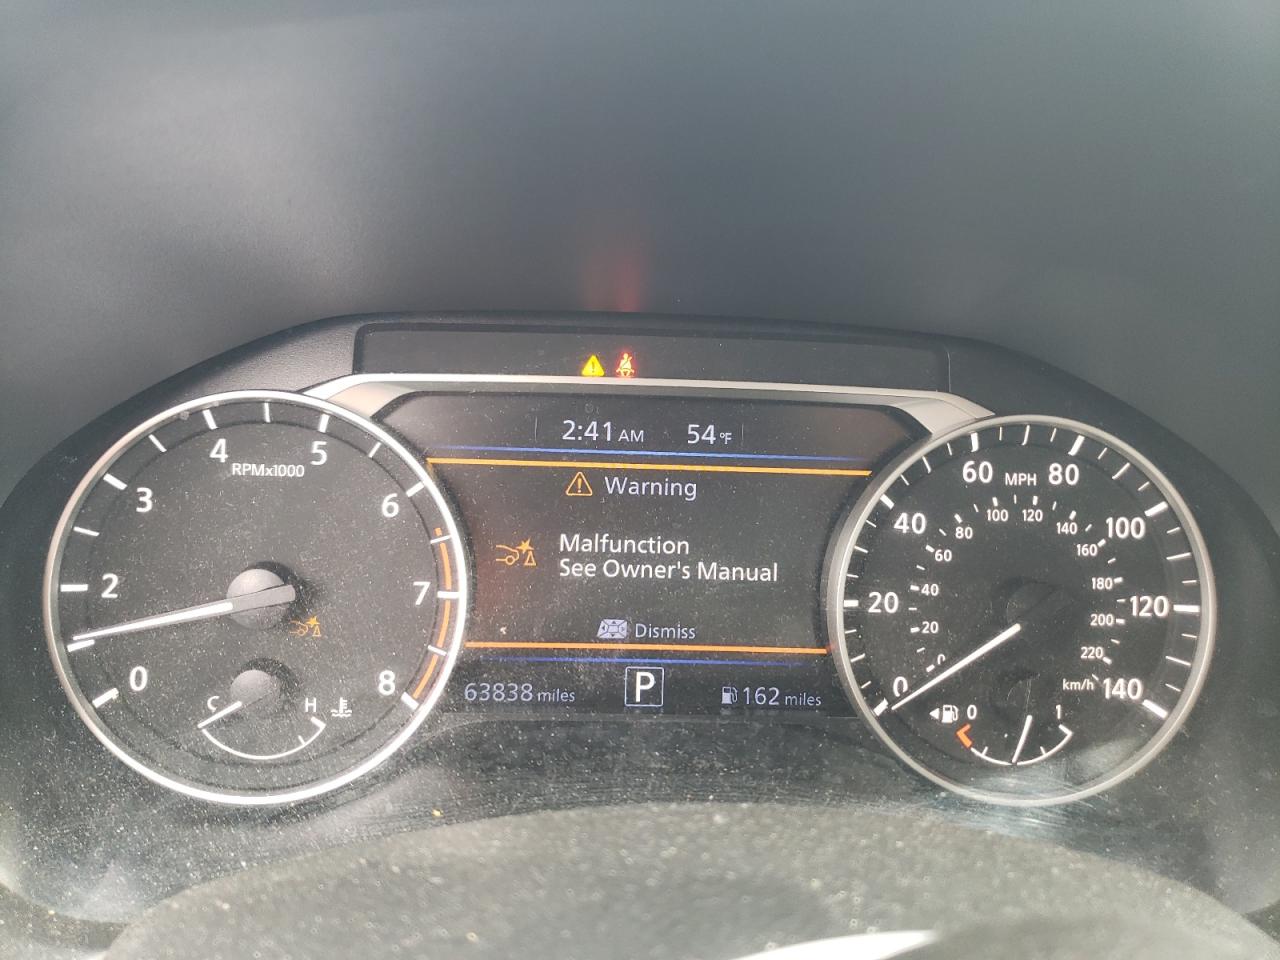 2:41 AM 54 °F
Warning
Malfunction
See Owner's Manual
Dismiss
63838 miles P 162 miles
RPMx1000
0 2 3 4 5 6 7 8
C H
MPH
0 20 40 60 80 100 120 140
0 20 40 60 80 100 120 140 160 180 200 220
km/h
0 1